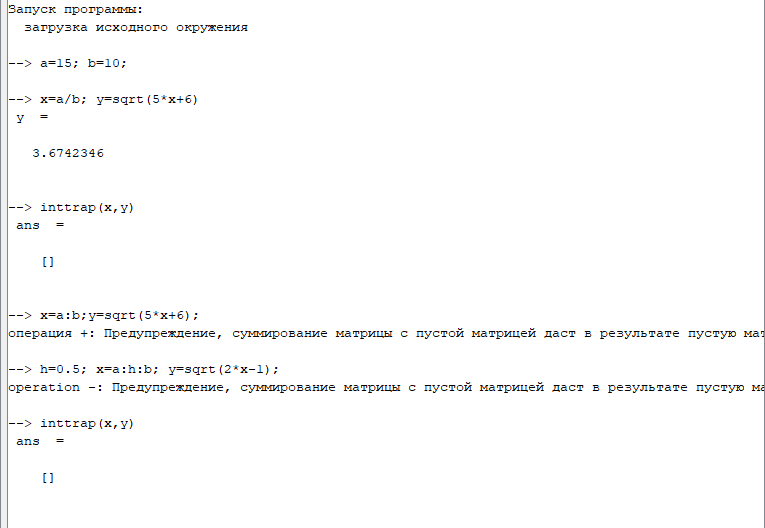 Запуск программы:
загрузка исходного окружения
--> a=15; b=10;
--> x=a/b; y=sqrt(5*x+6)
y =
3.6742346
--> inttrap(x,y)
ans =
[]
--> x=a:b;y=sqrt(5*x+6);
операция +: Предупреждение, суммирование матрицы с пустой матрицей даст в результате пустую мат
--> h=0.5; x=a:h:b; y=sqrt(2*x-1);
operation -: Предупреждение, суммирование матрицы с пустой матрицей даст в результате пустую ма
--> inttrap(x,y)
ans =
[]